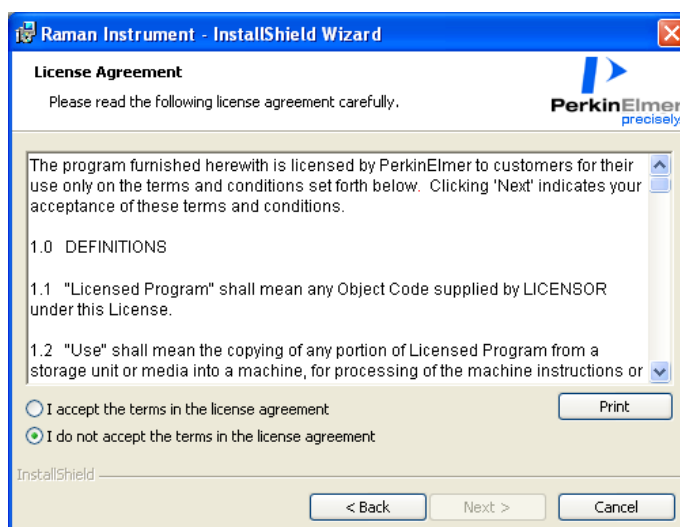 Raman Instrument - InstallShield Wizard
License Agreement
Please read the following license agreement carefully.
PerkinElmer
precisely
The program furnished herewith is licensed by PerkinElmer to customers for their
use only on the terms and conditions set forth below.  Clicking 'Next' indicates your
acceptance of these terms and conditions.
1.0  DEFINITIONS
1.1  "Licensed Program" shall mean any Object Code supplied by LICENSOR
under this License.
1.2  "Use" shall mean the copying of any portion of Licensed Program from a
storage unit or media into a machine, for processing of the machine instructions or
I accept the terms in the license agreement
Print
I do not accept the terms in the license agreement
InstallShield
< Back
Next >
Cancel